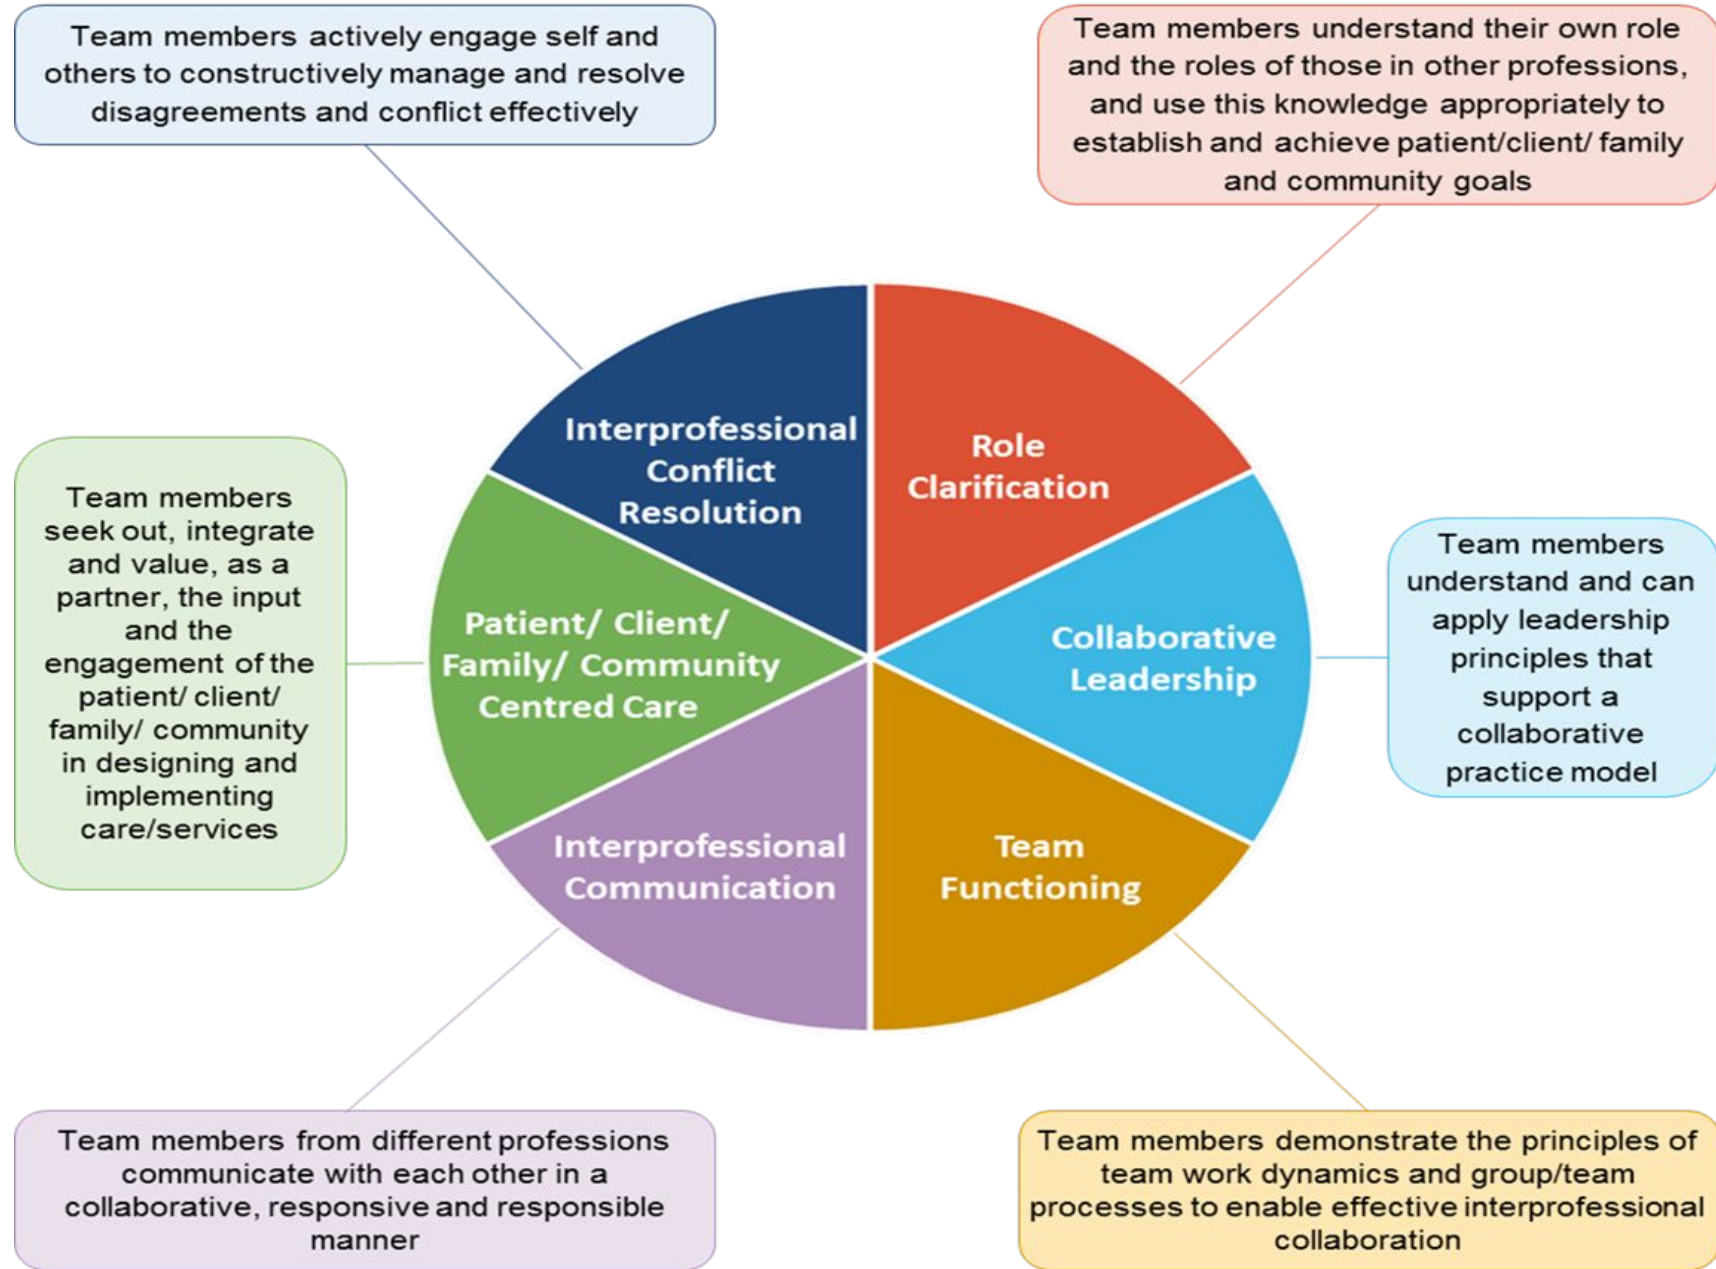 Team members actively engage self and
others to constructively manage and resolve
disagreements and conflict effectively
Team members understand their own role
and the roles of those in other professions,
and use this knowledge appropriately to
establish and achieve patient/client/ family
and community goals
Interprofessional
Conflict
Resolution
Role
Clarification
Team members
seek out, integrate
and value, as a
partner, the input
and the
engagement of the
patient/ client/
family/ community
in designing and
implementing
care/services
Patient/ Client/
Family/ Community
Centred Care
Collaborative
Leadership
Team members
understand and can
apply leadership
principles that
support a
collaborative
practice model
Interprofessional
Communication
Team
Functioning
Team members from different professions
communicate with each other in a
collaborative, responsive and responsible
manner
Team members demonstrate the principles of
team work dynamics and group/team
processes to enable effective interprofessional
collaboration